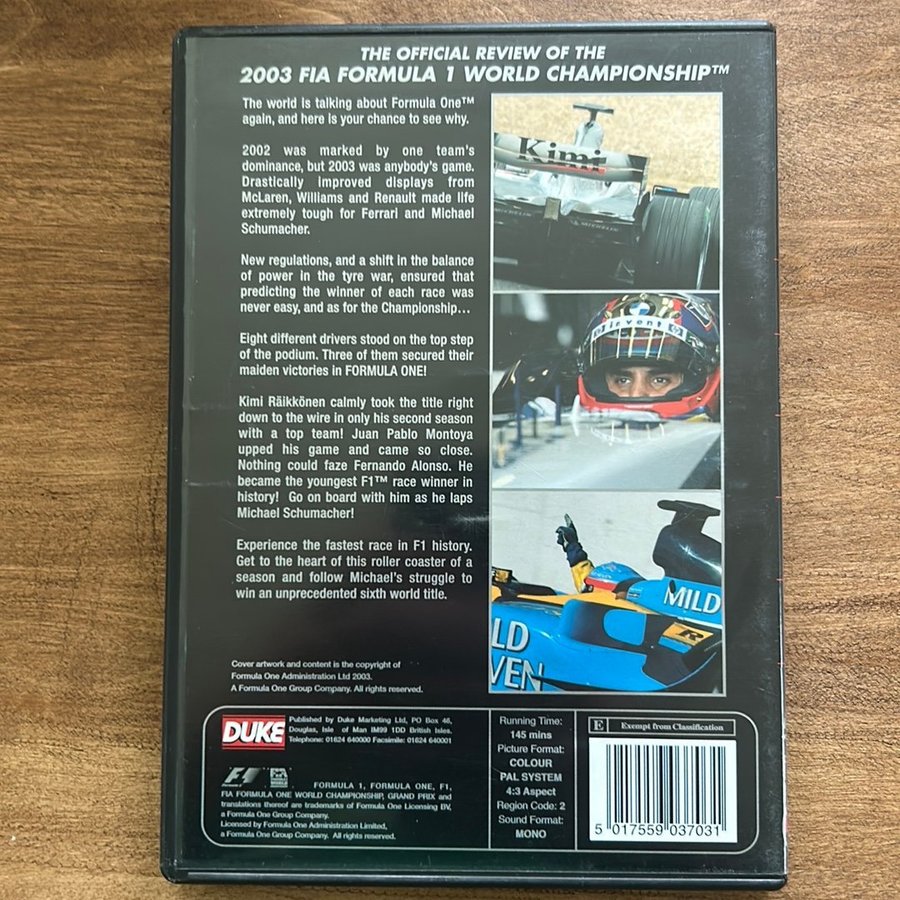 THE OFFICIAL REVIEW OF THE
2003 FIA FORMULA 1 WORLD CHAMPIONSHIP™
The world is talking about Formula One™
again, and here is your chance to see why.
2002 was marked by one team's
dominance, but 2003 was anybody's game.
Drastically improved displays from
McLaren, Williams and Renault made life
extremely tough for Ferrari and Michael
Schumacher.
New regulations, and a shift in the balance
of power in the tyre war, ensured that
predicting the winner of each race was
never easy, and as for the Championship...
Eight different drivers stood on the top step
of the podium. Three of them secured their
maiden victories in FORMULA ONE!
Kimi Räikkönen calmly took the title right
down to the wire in only his second season
with a top team! Juan Pablo Montoya
upped his game and came so close.
Nothing could faze Fernando Alonso. He
became the youngest F1™ race winner in
history! Go on board with him as he laps
Michael Schumacher!
Experience the fastest race in F1 history.
Get to the heart of this roller coaster of a
season and follow Michael's struggle to
win an unprecedented sixth world title.
Cover artwork and content is the copyright of
Formula One Administration Ltd 2003.
A Formula One Group Company. All rights reserved.
Kimi
invent hp
MILD
LD
VEN
DUKE
Published by Duke Marketing Ltd, PO Box 46,
Douglas, Isle of Man IM99 1DD British Isles.
Telephone: 01624 640000 Facsimile: 01624 640001
F1
FORMULA 1, FORMULA ONE, F1,
FIA FORMULA ONE WORLD CHAMPIONSHIP, GRAND PRIX and
translations thereof are trademarks of Formula One Licensing BV,
a Formula One Group Company.
Licensed by Formula One Administration Limited,
a Formula One Group Company. All rights reserved.
Running Time:
145 mins
Picture Format:
COLOUR
PAL SYSTEM
4:3 Aspect
Region Code: 2
Sound Format:
MONO
E Exempt from Classification
5 017559 037031